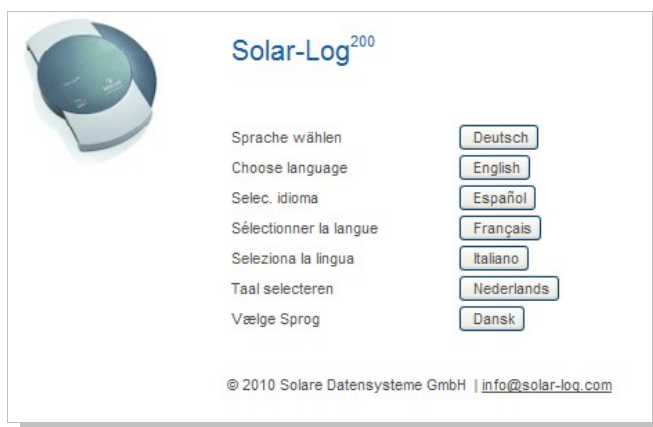 Solar-Log200
Sprache wählen Deutsch
Choose language English
Selec. idioma Español
Sélectionner la langue Français
Seleziona la lingua Italiano
Taal selecteren Nederlands
Vælge Sprog Dansk
© 2010 Solare Datensysteme GmbH | info@solar-log.com